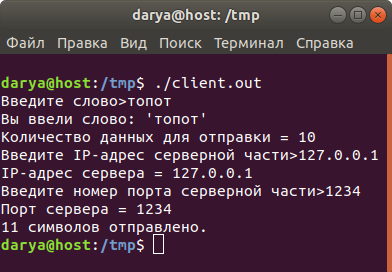 darya@host: /tmp
Файл Правка Вид Поиск Терминал Справка
darya@host:/tmp$ ./client.out
Введите слово>топот
Вы ввели слово: 'топот'
Количество данных для отправки = 10
Введите IP-адрес серверной части>127.0.0.1
IP-адрес сервера = 127.0.0.1
Введите номер порта серверной части>1234
Порт сервера = 1234
11 символов отправлено.
darya@host:/tmp$